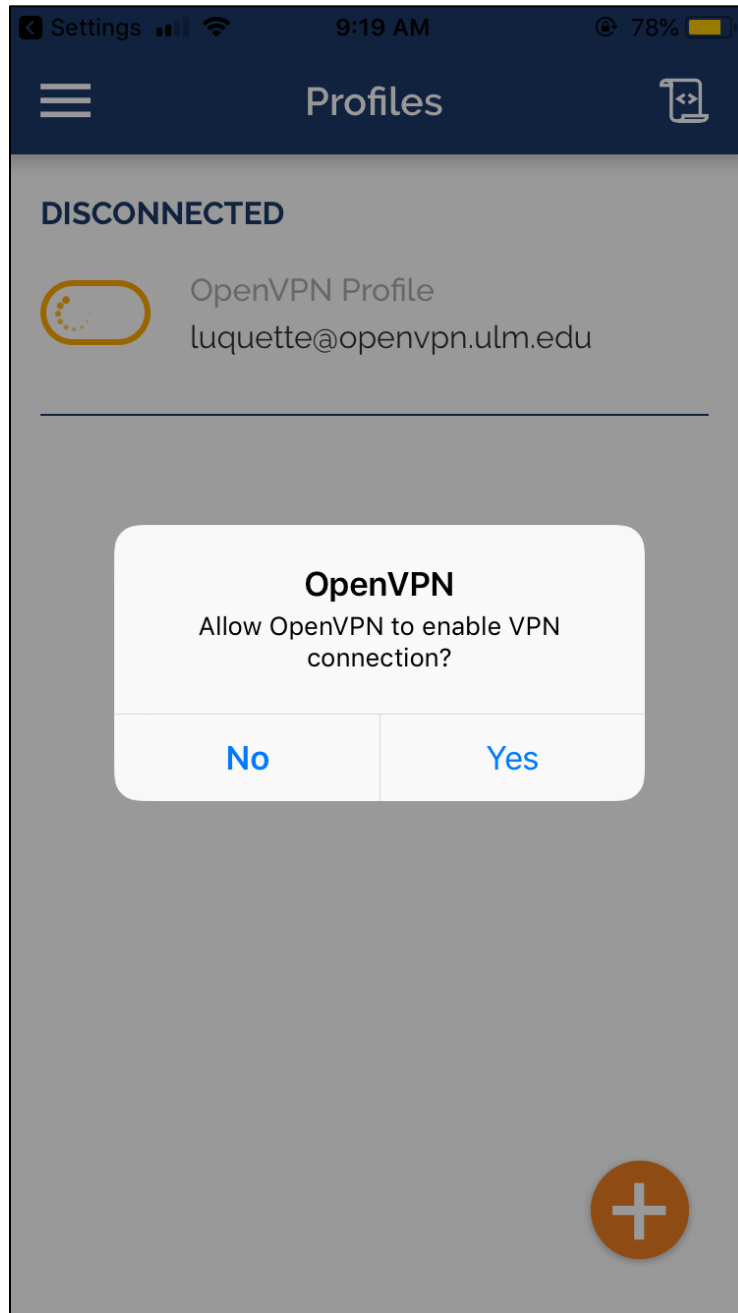 Settings 9:19 AM 78%
Profiles
DISCONNECTED
OpenVPN Profile
luquette@openvpn.ulm.edu
OpenVPN
Allow OpenVPN to enable VPN
connection?
No Yes